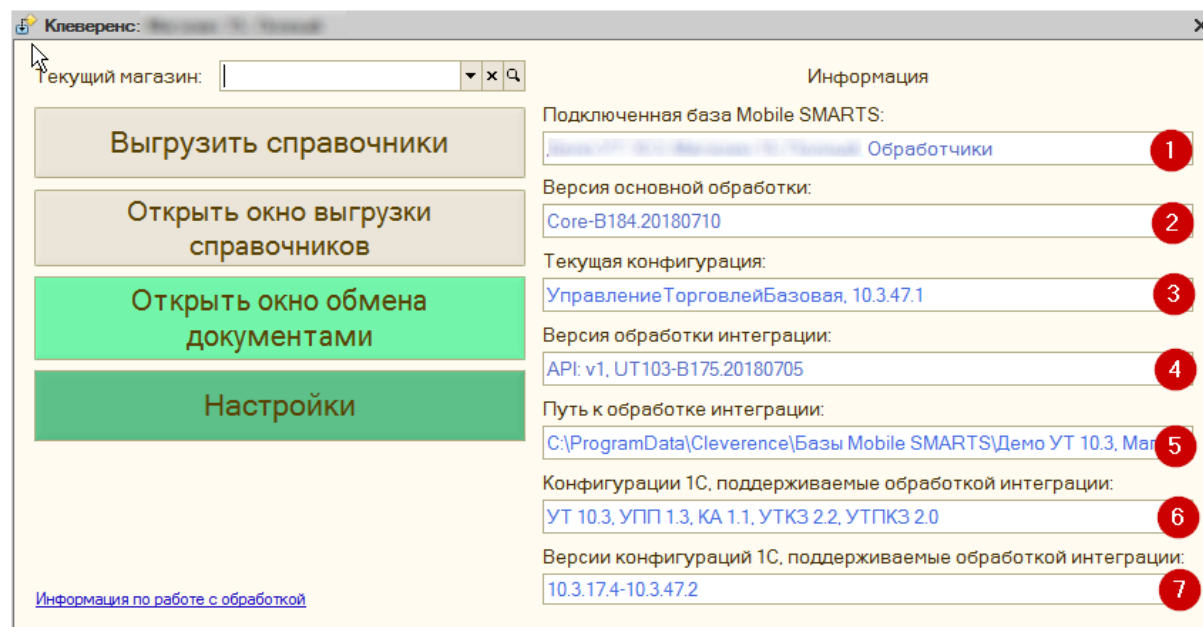 Клеверенс:
Текущий магазин:
Выгрузить справочники
Открыть окно выгрузки
справочников
Открыть окно обмена
документами
Настройки
Информация по работе с обработкой
Информация
Подключенная база Mobile SMARTS:
Обработчики
1
Версия основной обработки:
Core-B184.20180710
2
Текущая конфигурация:
УправлениеТорговлейБазовая, 10.3.47.1
3
Версия обработки интеграции:
API: v1, UT103-B175.20180705
4
Путь к обработке интеграции:
C:\ProgramData\Cleverence\Базы Mobile SMARTS\Демо УТ 10.3, Маг
5
Конфигурации 1С, поддерживаемые обработкой интеграции:
УТ 10.3, УПП 1.3, КА 1.1, УТКЗ 2.2, УТПКЗ 2.0
6
Версии конфигураций 1С, поддерживаемые обработкой интеграции:
10.3.17.4-10.3.47.2
7